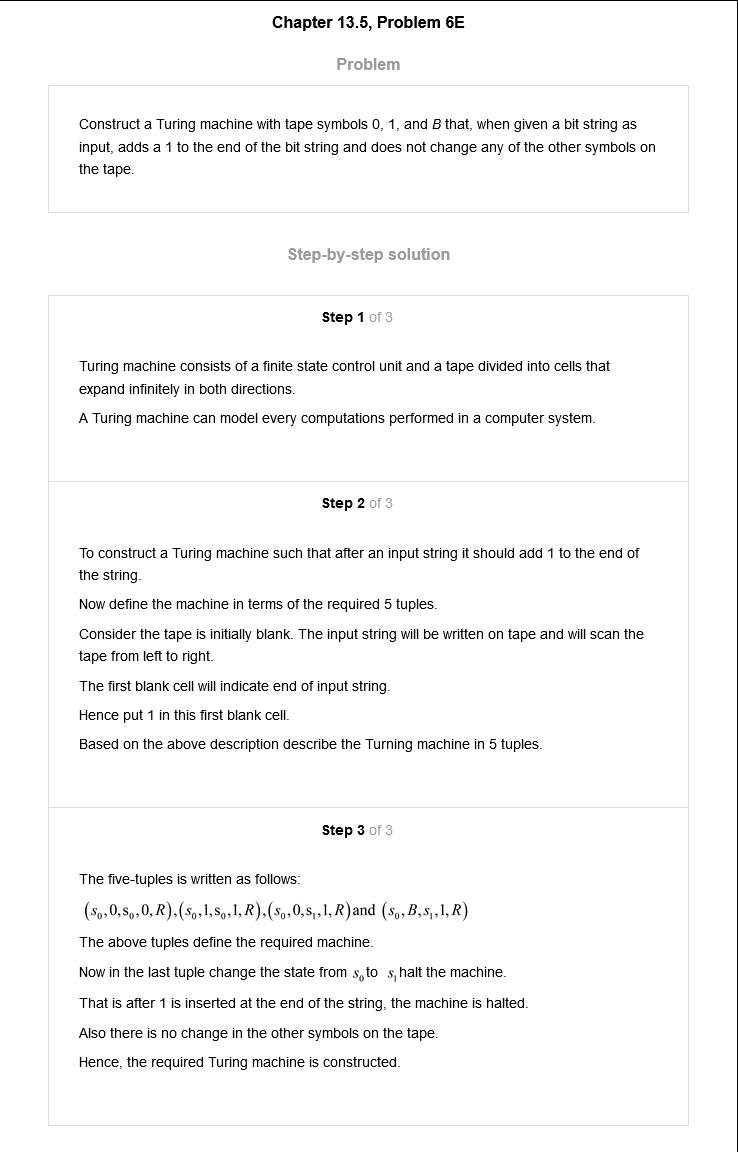 Chapter 13.5, Problem 6E
Problem
Construct a Turing machine with tape symbols 0, 1, and B that, when given a bit string as
input, adds a 1 to the end of the bit string and does not change any of the other symbols on
the tape.
Step-by-step solution
Step 1 of 3
Turing machine consists of a finite state control unit and a tape divided into cells that
expand infinitely in both directions.
A Turing machine can model every computations performed in a computer system.
Step 2 of 3
To construct a Turing machine such that after an input string it should add 1 to the end of
the string.
Now define the machine in terms of the required 5 tuples.
Consider the tape is initially blank. The input string will be written on tape and will scan the
tape from left to right.
The first blank cell will indicate end of input string.
Hence put 1 in this first blank cell.
Based on the above description describe the Turning machine in 5 tuples.
Step 3 of 3
The five-tuples is written as follows:
(s₀,0,s₀,0,R),(s₀,1,s₀,1,R),(s₀,0,s₁,1,R)and (s₀,B,s₁,1,R)
The above tuples define the required machine.
Now in the last tuple change the state from s₀ to s₁ halt the machine.
That is after 1 is inserted at the end of the string, the machine is halted.
Also there is no change in the other symbols on the tape.
Hence, the required Turing machine is constructed.